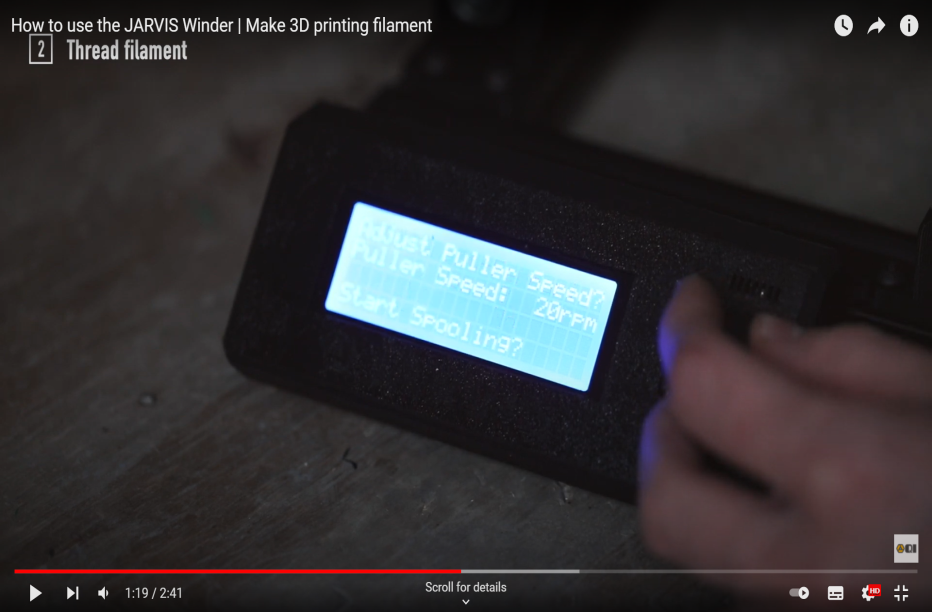 How to use the JARVIS Winder | Make 3D printing filament
2 Thread filament
Adjust Puller Speed?
Puller Speed: 20rpm
Start Spooling?
1:19 / 2:41
Scroll for details
HD